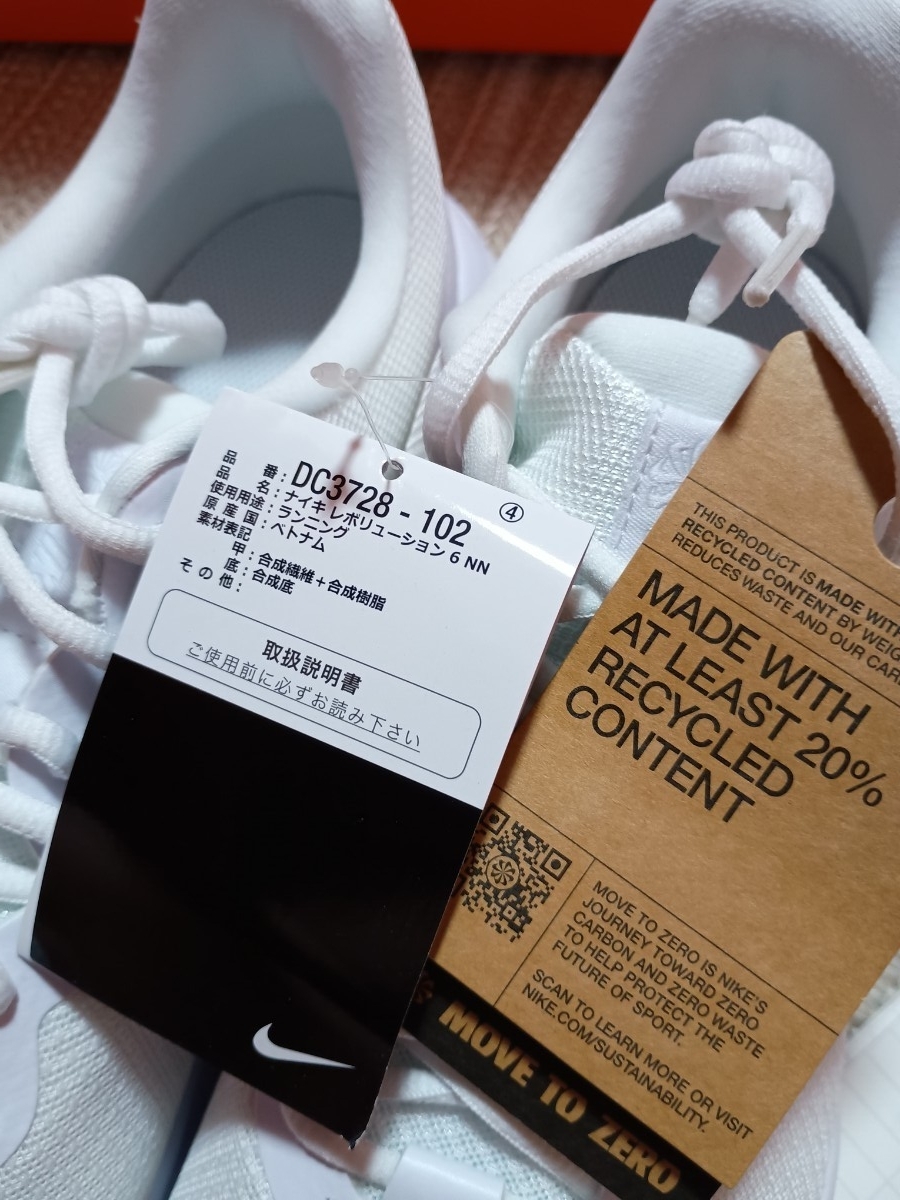 品番：DC3728 - 102 ④
品名：ナイキ レボリューション 6 NN
使用用途：ランニング
原産国：ベトナム
素材表記
甲：合成繊維＋合成樹脂
底：合成底
その他：
取扱説明書
ご使用前に必ずお読み下さい
THIS PRODUCT IS MADE WITH
RECYCLED CONTENT BY
REDUCES WASTE AND OUR
MADE WITH
AT LEAST 20%
RECYCLED
CONTENT
MOVE TO ZERO IS NIKE'S
JOURNEY TOWARD ZERO
CARBON AND ZERO WASTE
TO HELP PROTECT THE
FUTURE OF SPORT.
SCAN TO LEARN MORE OR VISIT
NIKE.COM/SUSTAINABILITY.
MOVE TO ZERO